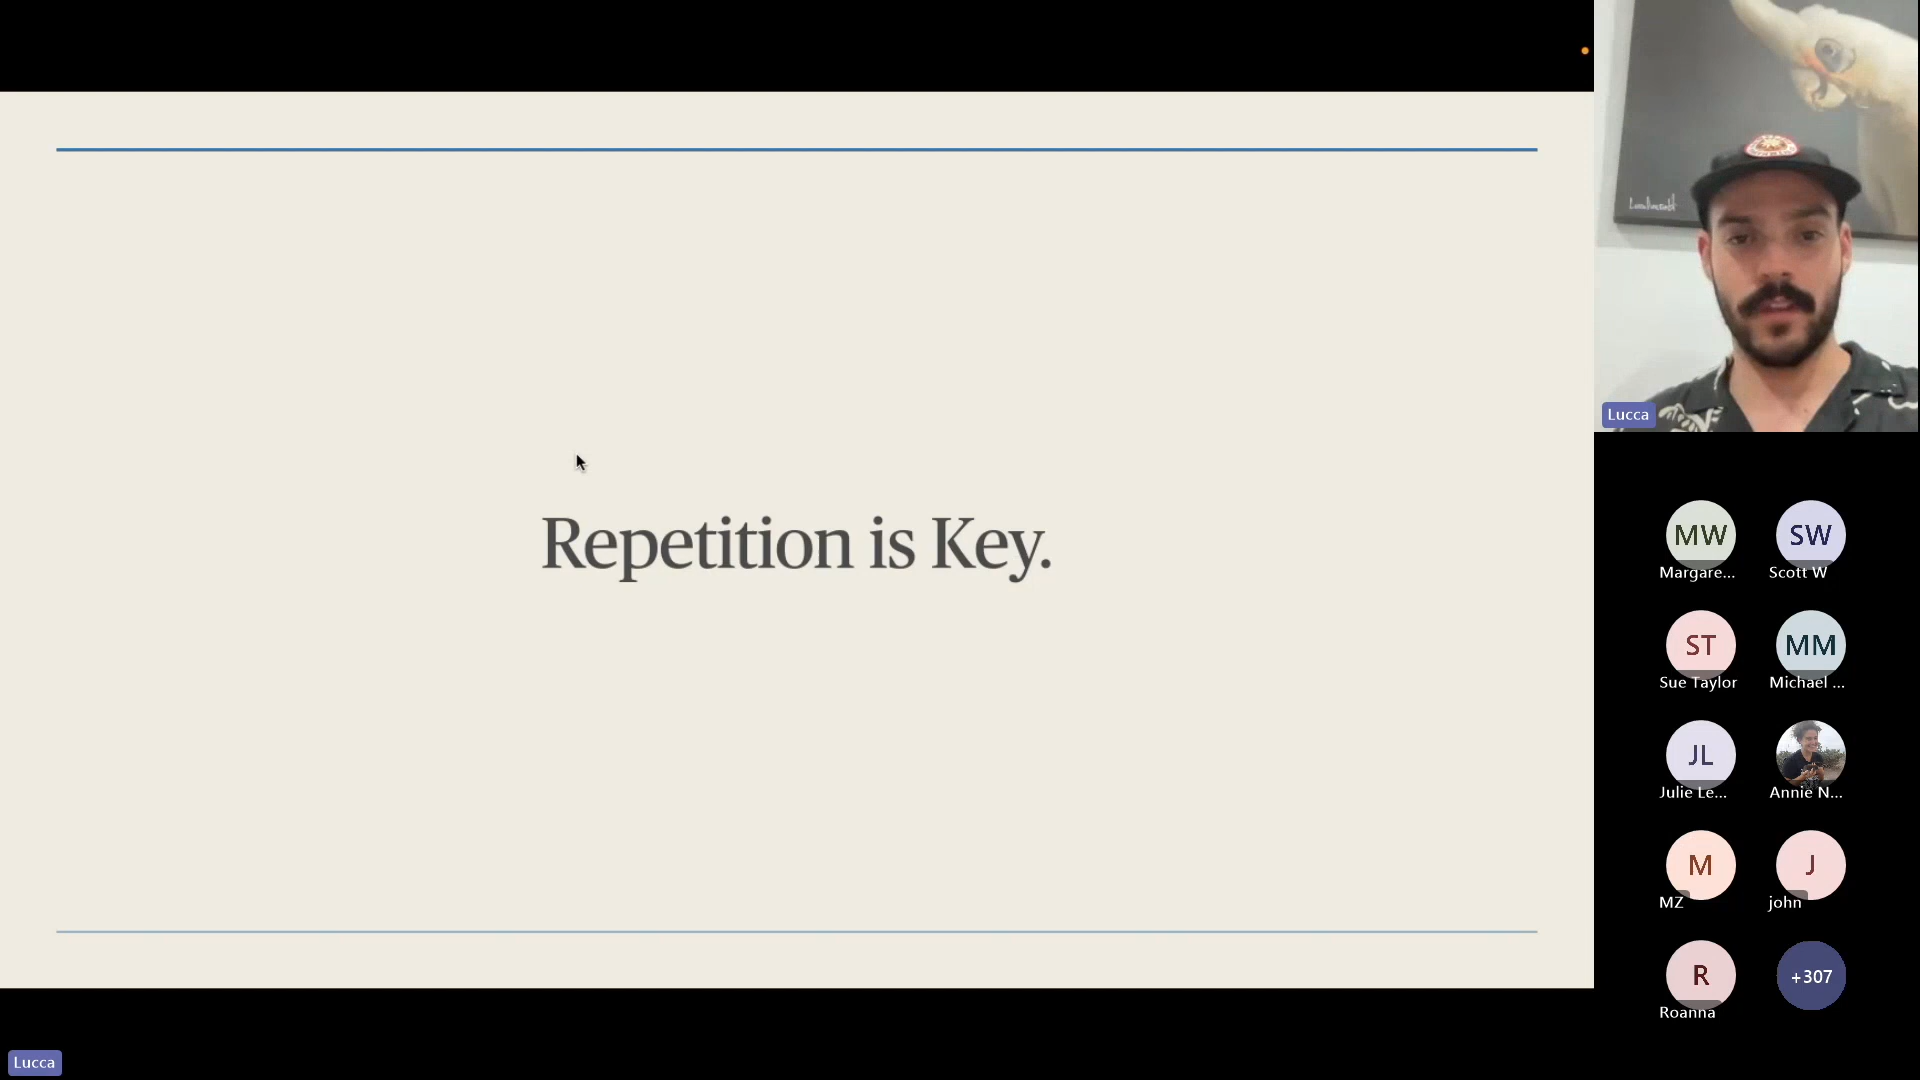 Repetition is Key.
Lucca
MW
SW
Margare...
Scott W
ST
MM
Sue Taylor
Michael ...
JL
Julie Le...
Annie N...
M
J
MZ
john
R
+307
Roanna
Lucca